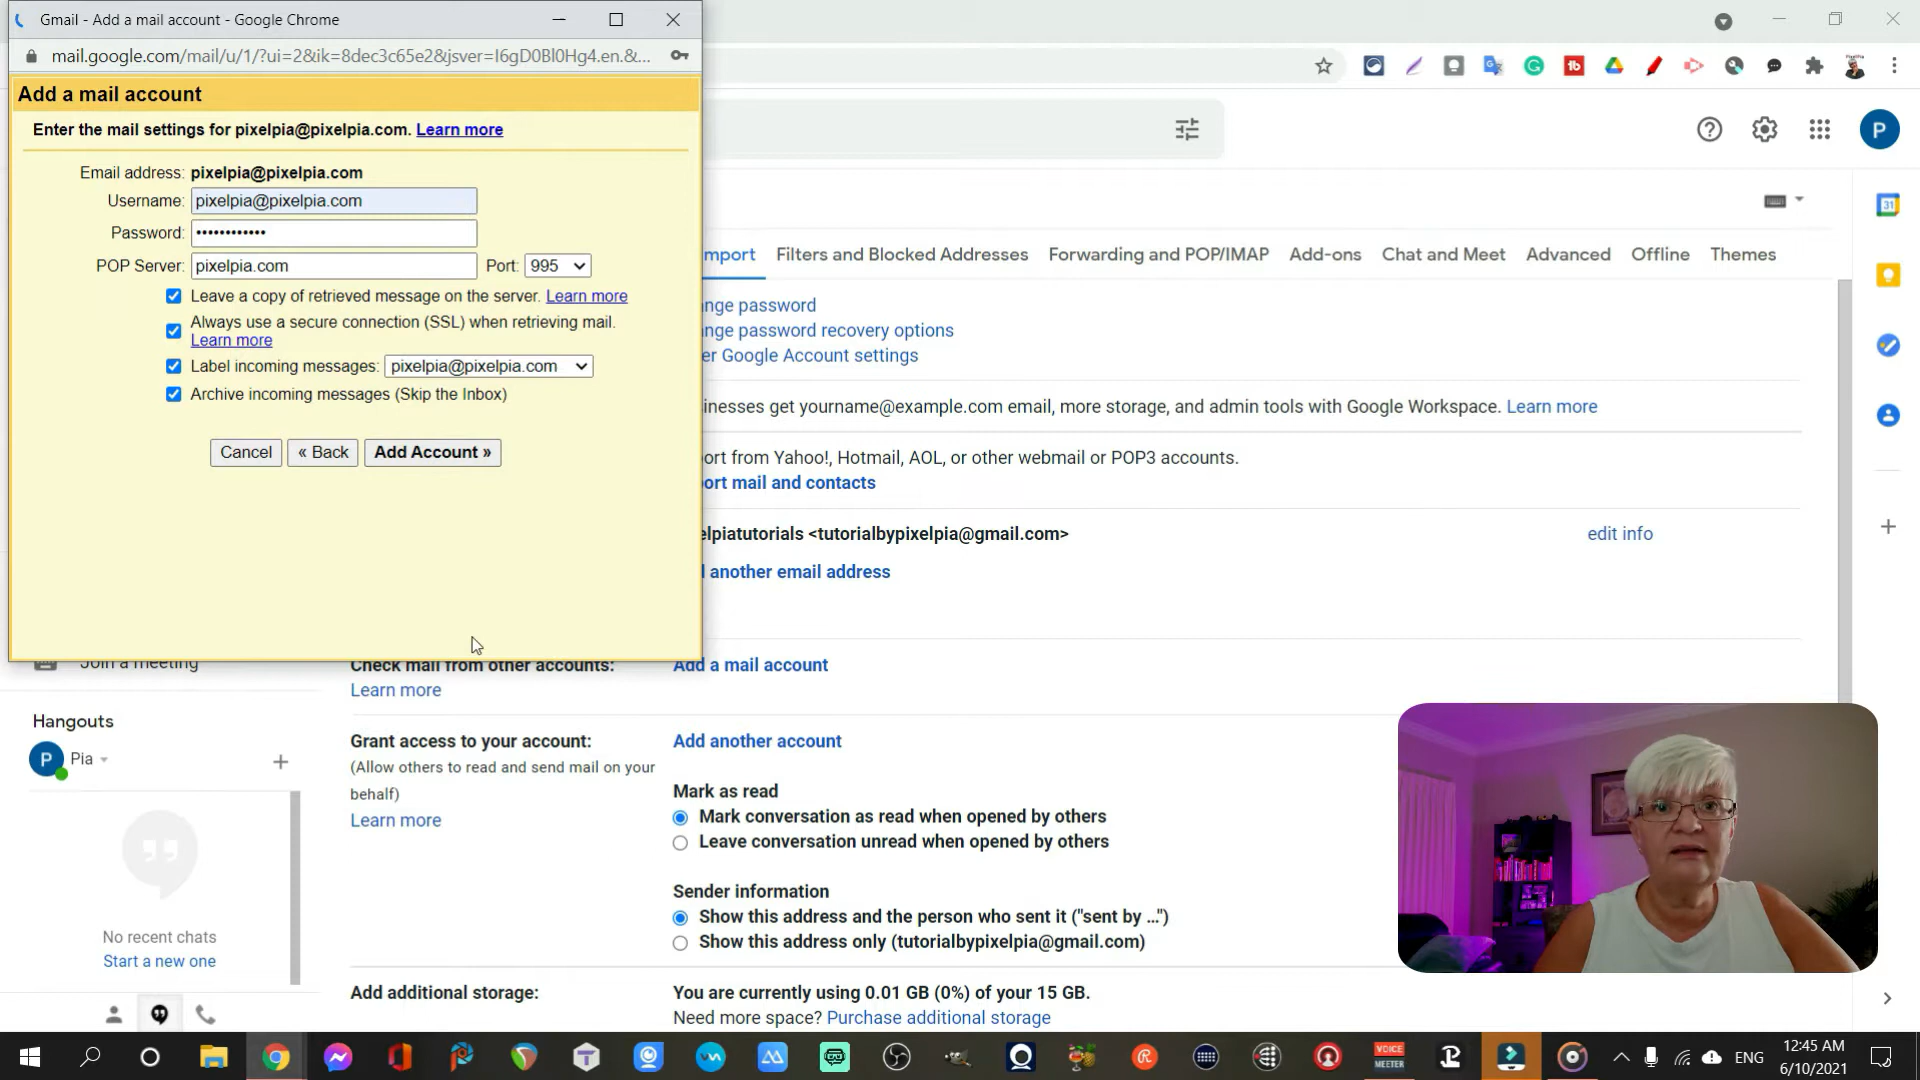 Gmail - Add a mail account - Google Chrome
mail.google.com/mail/u/1/?ui=2&ik=8dec3c65e2&jsver=I6gD0Bl0Hg4.en.&...
Add a mail account
Enter the mail settings for pixelpia@pixelpia.com. Learn more
Email address: pixelpia@pixelpia.com
Username: pixelpia@pixelpia.com
Password: ••••••••••••
POP Server: pixelpia.com Port: 995
Leave a copy of retrieved message on the server. Learn more
Always use a secure connection (SSL) when retrieving mail.
Learn more
Label incoming messages: pixelpia@pixelpia.com
Archive incoming messages (Skip the Inbox)
Cancel « Back Add Account »
P
mport Filters and Blocked Addresses Forwarding and POP/IMAP Add-ons Chat and Meet Advanced Offline Themes
nge password
nge password recovery options
er Google Account settings
inesses get yourname@example.com email, more storage, and admin tools with Google Workspace. Learn more
ort from Yahoo!, Hotmail, AOL, or other webmail or POP3 accounts.
ort mail and contacts
elpiatutorials <tutorialbypixelpia@gmail.com> edit info
another email address
Join a meeting
Check mail from other accounts: Add a mail account
Learn more
Hangouts
P Pia
Grant access to your account: Add another account
(Allow others to read and send mail on your
behalf)
Learn more
Mark as read
Mark conversation as read when opened by others
Leave conversation unread when opened by others
Sender information
Show this address and the person who sent it ("sent by ...")
Show this address only (tutorialbypixelpia@gmail.com)
No recent chats
Start a new one
Add additional storage: You are currently using 0.01 GB (0%) of your 15 GB.
Need more space? Purchase additional storage
31
VOICE
MEETER
ENG
12:45 AM
6/10/2021